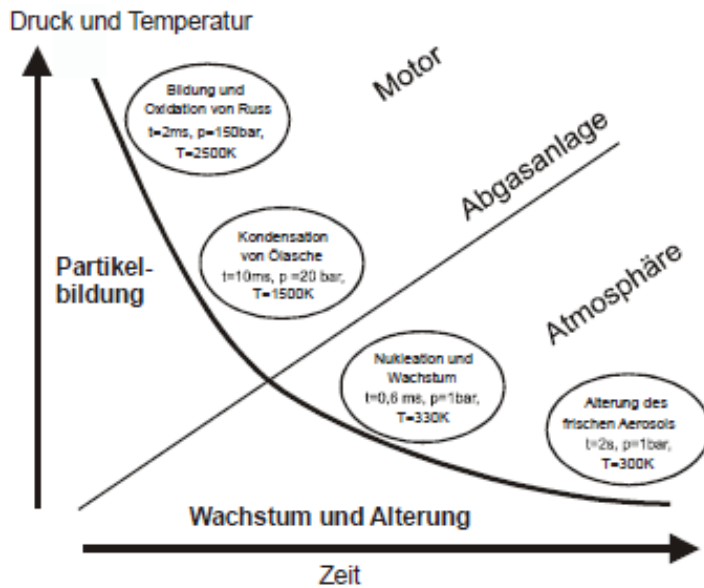 Druck und Temperatur
Motor
Bildung und
Oxidation von Russ
t=2ms, p=150bar,
T=2500K
Abgasanlage
Kondensation
von Ölasche
t=10ms, p =20 bar,
T=1500K
Partikel-
bildung
Atmosphäre
Nukleation und
Wachstum
t=0,6 ms, p=1bar,
T=330K
Alterung des
frischen Aerosols
t=2s, p=1bar,
T=300K
Wachstum und Alterung
Zeit